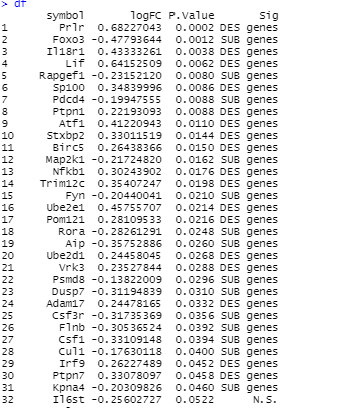 > df
symbol logFC P.Value Sig
1 Prlr 0.68227043 0.0002 DES genes
2 Foxo3 -0.47793644 0.0012 SUB genes
3 Il18r1 0.43333261 0.0038 DES genes
4 Lif 0.64152509 0.0062 DES genes
5 Rapgef1 -0.23152120 0.0080 SUB genes
6 Sp100 0.34839996 0.0086 DES genes
7 Pdcd4 -0.19947555 0.0088 SUB genes
8 Ptpn1 0.22193093 0.0088 DES genes
9 Atf1 0.41220943 0.0110 DES genes
10 Stxbp2 0.33011519 0.0144 DES genes
11 Birc5 0.26438366 0.0150 DES genes
12 Map2k1 -0.21724820 0.0162 SUB genes
13 Nfkb1 0.30243902 0.0176 DES genes
14 Trim12c 0.35407247 0.0198 DES genes
15 Fyn -0.20440041 0.0210 SUB genes
16 Ube2e1 0.45755707 0.0214 DES genes
17 Pom121 0.28109533 0.0216 DES genes
18 Rora -0.28261291 0.0248 SUB genes
19 Aip -0.35752886 0.0260 SUB genes
20 Ube2d1 0.24458045 0.0268 DES genes
21 Vrk3 0.23527844 0.0288 DES genes
22 Psmd8 -0.13822009 0.0296 SUB genes
23 Dusp7 -0.31194839 0.0310 SUB genes
24 Adam17 0.24478165 0.0332 DES genes
25 Csf3r -0.31735369 0.0356 SUB genes
26 Flnb -0.30536524 0.0392 SUB genes
27 Csf1 -0.33109148 0.0394 SUB genes
28 Cul1 -0.17630118 0.0400 SUB genes
29 Irf9 0.26227489 0.0452 DES genes
30 Ptpn7 0.33078097 0.0458 DES genes
31 Kpna4 -0.20309826 0.0460 SUB genes
32 Il6st -0.25602727 0.0522 N.S.